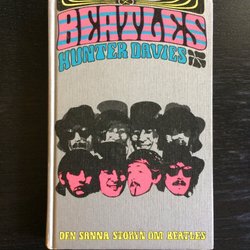 BEATLES
HUNTER DAVIES
DEN SANNA STORYN OM BEATLES